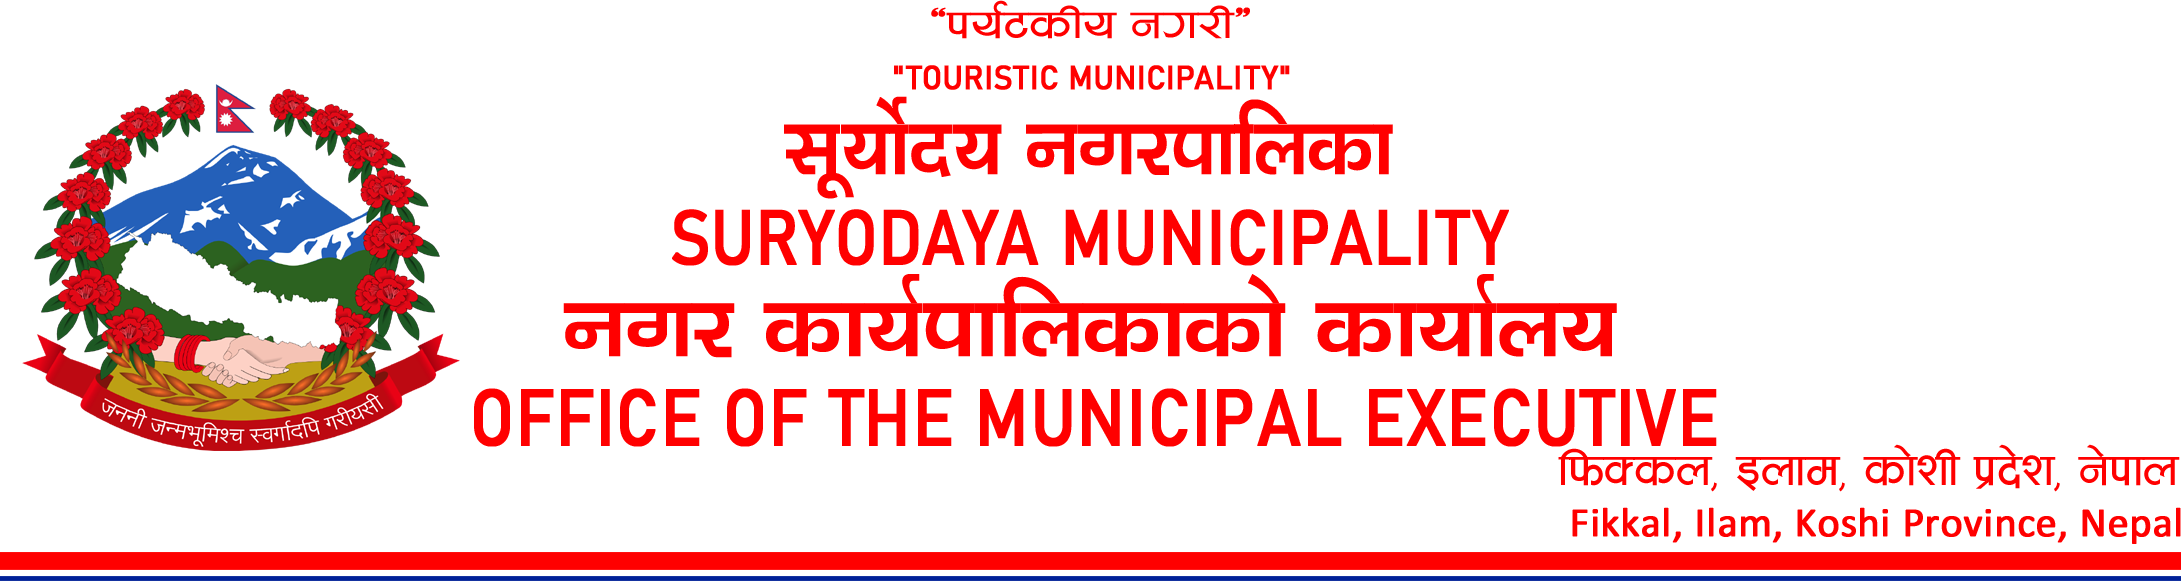 “पर्यटकीय नगरी”
"TOURISTIC MUNICIPALITY"
सूर्योदय नगरपालिका
SURYODAYA MUNICIPALITY
नगर कार्यपालिकाको कार्यालय
OFFICE OF THE MUNICIPAL EXECUTIVE
जननी जन्मभूमिश्च स्वर्गादपि गरीयसी
फिक्कल, इलाम, कोशी प्रदेश, नेपाल
Fikkal, Ilam, Koshi Province, Nepal